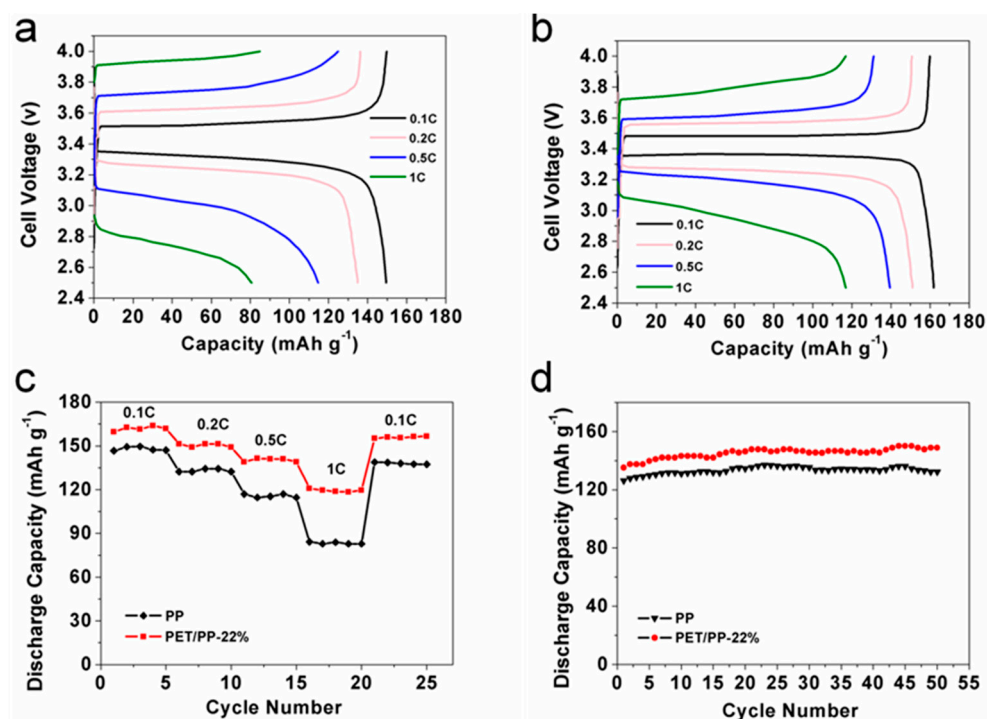 a
Cell Voltage (v)
4.0
3.8
3.6
3.4
3.2
3.0
2.8
2.6
2.4
0.1C
0.2C
0.5C
1C
0 20 40 60 80 100 120 140 160 180
Capacity (mAh g-1)
b
Cell Voltage (V)
4.0
3.8
3.6
3.4
3.2
3.0
2.8
2.6
2.4
0.1C
0.2C
0.5C
1C
0 20 40 60 80 100 120 140 160 180
Capacity (mAh g-1)
c
Discharge Capacity (mAh g-1)
180
150
120
90
60
30
0
0.1C
0.2C
0.5C
1C
0.1C
PP
PET/PP-22%
0 5 10 15 20 25
Cycle Number
d
Discharge Capacity (mAh g-1)
160
120
80
40
0
PP
PET/PP-22%
0 5 10 15 20 25 30 35 40 45 50 55
Cycle Number